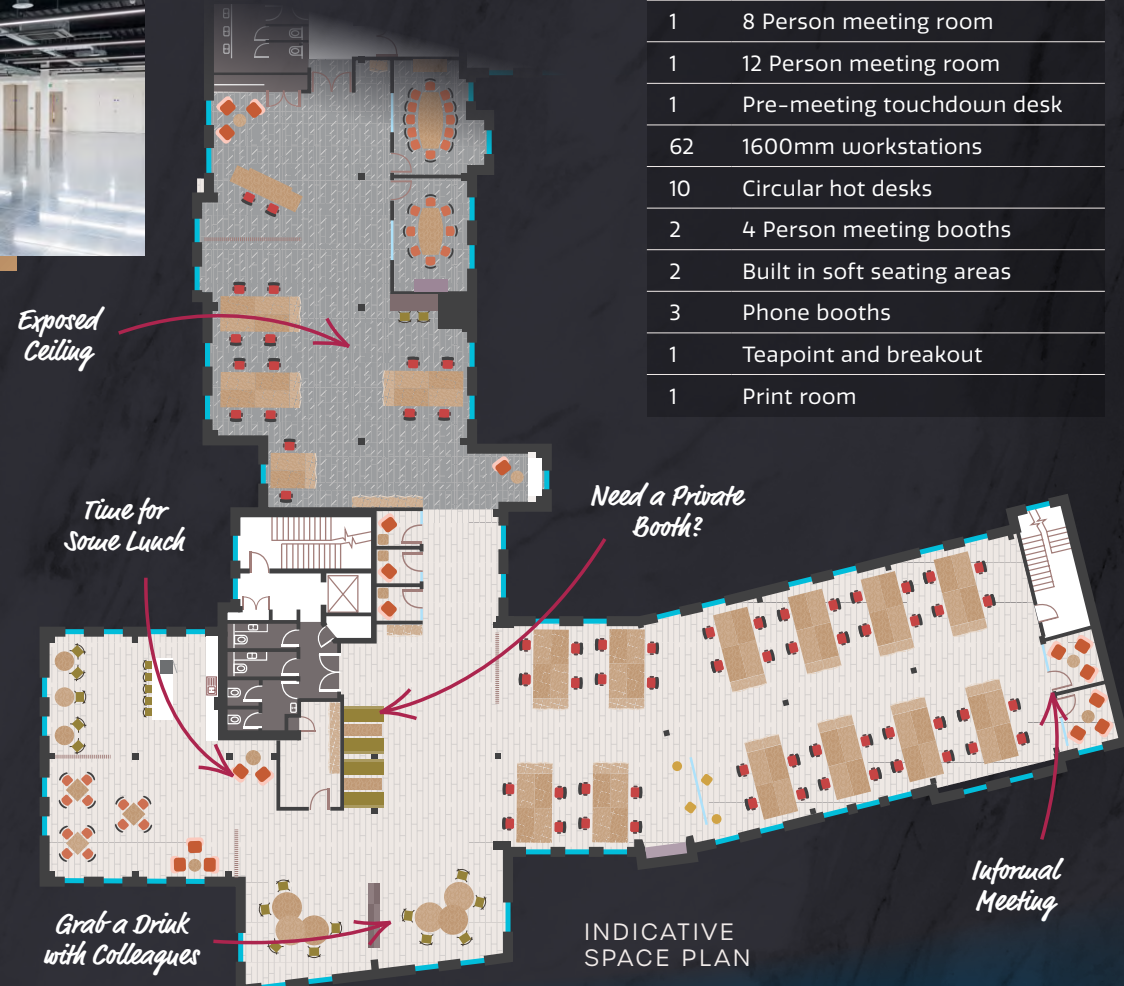 1 8 Person meeting room
1 12 Person meeting room
1 Pre-meeting touchdown desk
62 1600mm workstations
10 Circular hot desks
2 4 Person meeting booths
2 Built in soft seating areas
3 Phone booths
1 Teapoint and breakout
1 Print room
Exposed
Ceiling
Time for
Some Lunch
Need a Private
Booth?
Informal
Meeting
Grab a Drink
with Colleagues
INDICATIVE
SPACE PLAN